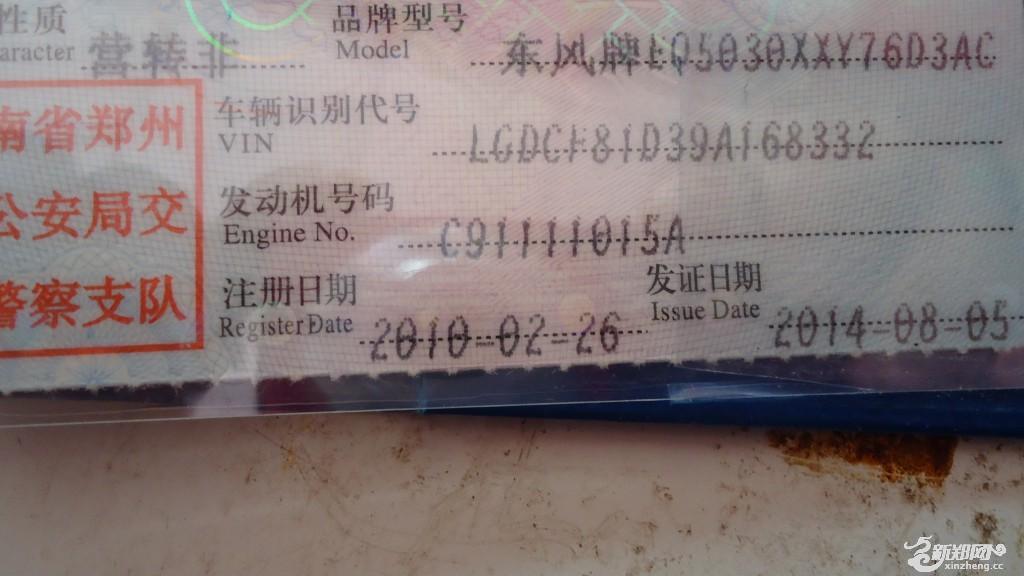 性质 品牌型号
aracter 营转非 Model 东风牌EQ5030XXY76D3AC
南省郑州 车辆识别代号
VIN LGDCF81D39A168332
公安局交 发动机号码
Engine No. C91111015A
警察支队 注册日期 发证日期
Register Date 2010-02-26 Issue Date 2014-08-05
新郑网
xinzheng.cc